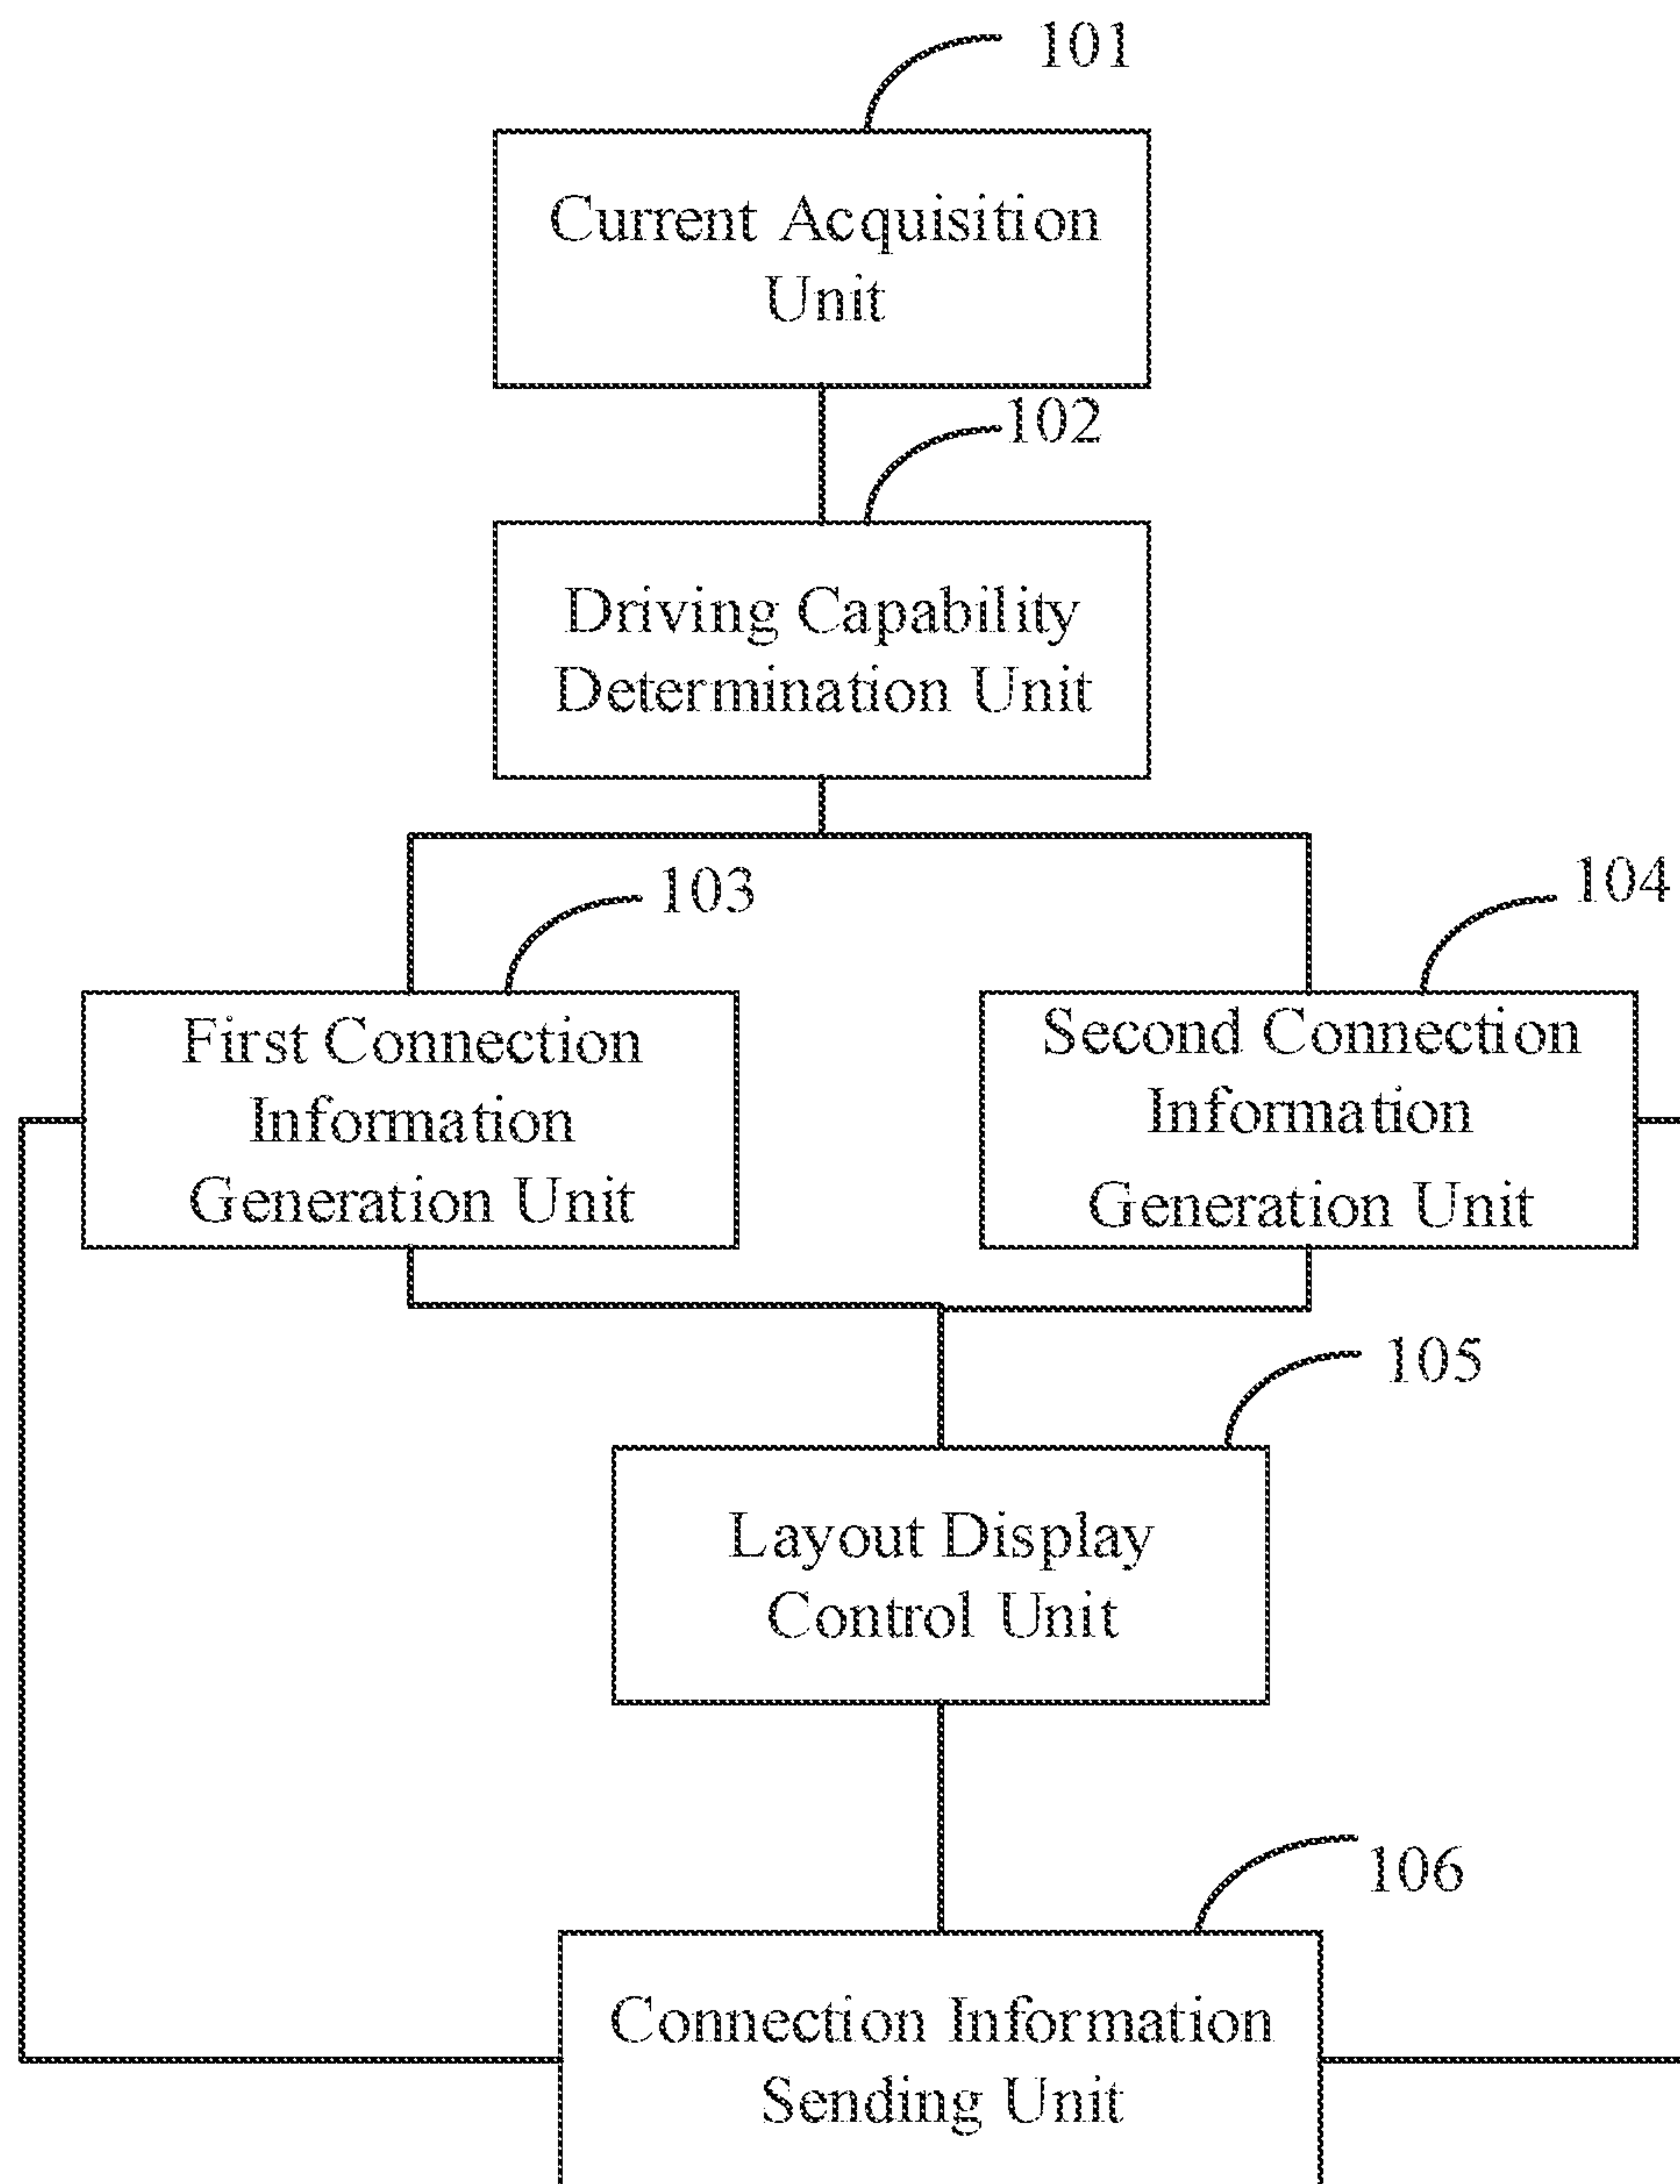 101
Current Acquisition
Unit
102
Driving Capability
Determination Unit
103
104
First Connection
Information
Generation Unit
Second Connection
Information
Generation Unit
105
Layout Display
Control Unit
106
Connection Information
Sending Unit